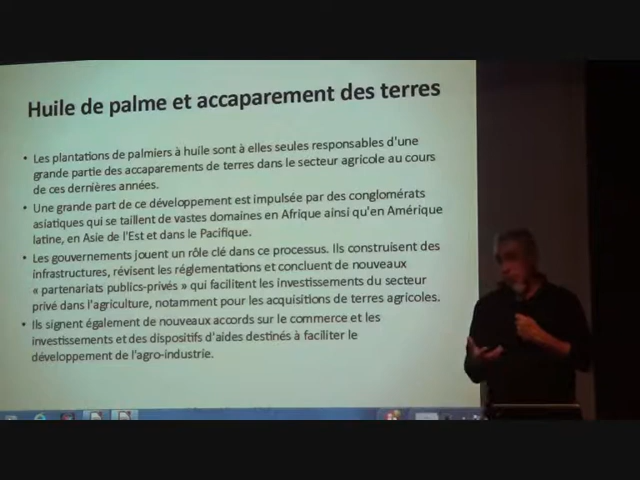 Huile de palme et accaparement des terres
• Les plantations de palmiers à huile sont à elles seules responsables d'une
grande partie des accaparements de terres dans le secteur agricole au cours
de ces dernières années.
• Une grande part de ce développement est impulsée par des conglomérats
asiatiques qui se taillent de vastes domaines en Afrique ainsi qu'en Amérique
latine, en Asie de l'Est et dans le Pacifique.
• Les gouvernements jouent un rôle clé dans ce processus. Ils construisent des
infrastructures, révisent les réglementations et concluent de nouveaux
« partenariats publics-privés » qui facilitent les investissements du secteur
privé dans l'agriculture, notamment pour les acquisitions de terres agricoles.
• Ils signent également de nouveaux accords sur le commerce et les
investissements et des dispositifs d'aides destinés à faciliter le
développement de l'agro-industrie.